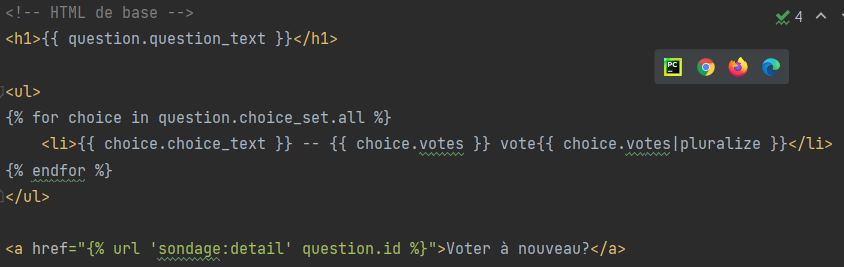 <!-- HTML de base -->
4
<h1>{{ question.question_text }}</h1>
PC
<ul>
{% for choice in question.choice_set.all %}
    <li>{{ choice.choice_text }} -- {{ choice.votes }} vote{{ choice.votes|pluralize }}</li>
{% endfor %}
</ul>
<a href="{% url 'sondage:detail' question.id %}">Voter à nouveau?</a>